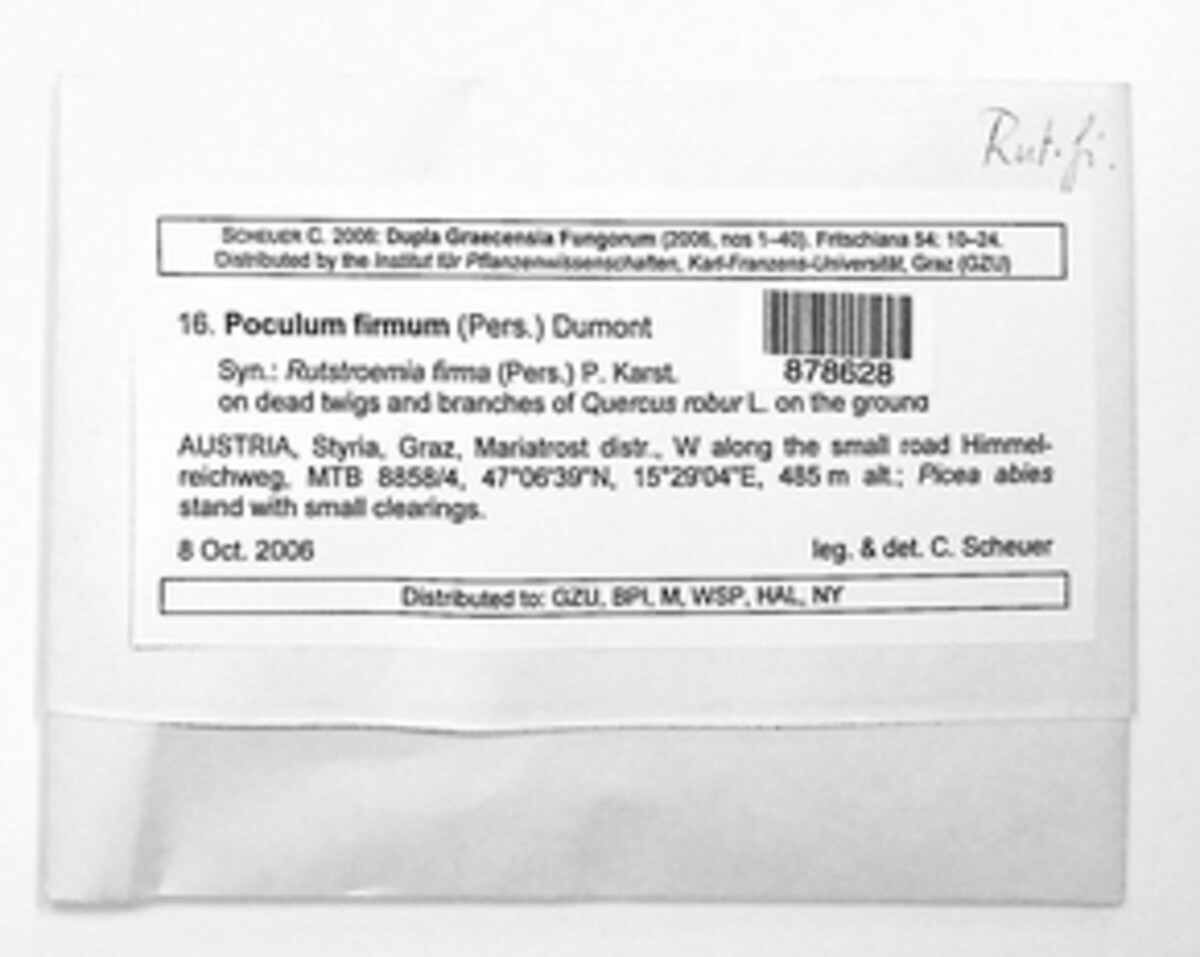 Rut. fi.
SCHEUER C. 2006: Dupla Graecensia Fungorum (2006, nos 1–40). Fritschiana 54: 10–24.
Distributed by the Institut für Pflanzenwissenschaften, Karl-Franzens-Universität, Graz (GZU)
16. Poculum firmum (Pers.) Dumont
878628
Syn.: Rutstroemia firma (Pers.) P. Karst.
on dead twigs and branches of Quercus robur L. on the ground
AUSTRIA, Styria, Graz, Mariatrost distr., W along the small road Himmel-
reichweg, MTB 8858/4, 47°06'39"N, 15°29'04"E, 485 m alt.; Picea abies
stand with small clearings.
8 Oct. 2006 leg. & det. C. Scheuer
Distributed to: GZU, BPI, M, WSP, HAL, NY